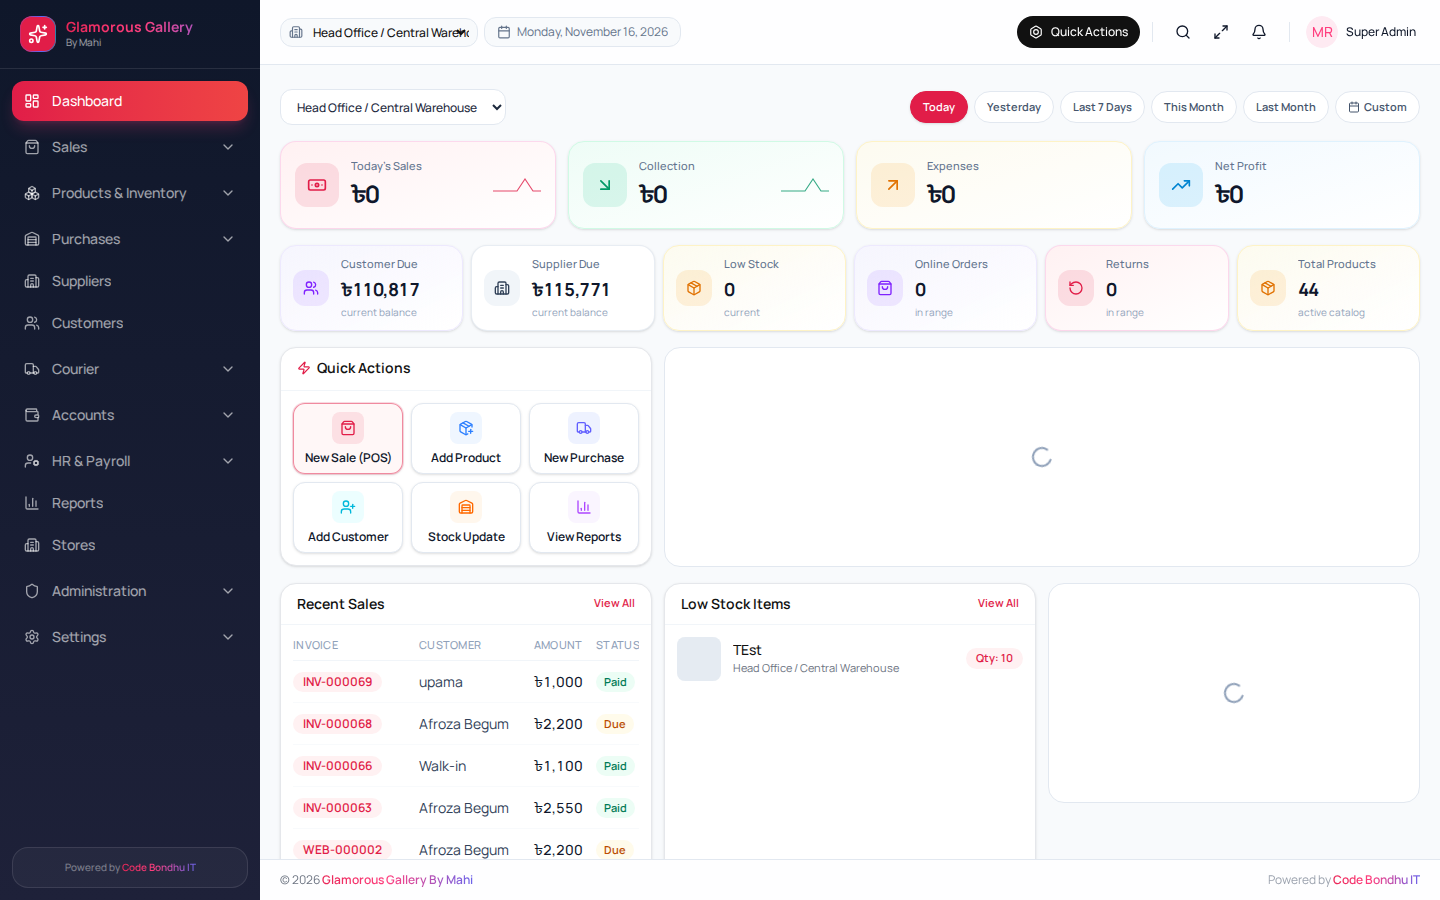 Glamorous Gallery
By Mahi
Head Office / Central Wareho
Monday, November 16, 2026
Quick Actions
MR
Super Admin
Dashboard
Sales
Products & Inventory
Purchases
Suppliers
Customers
Courier
Accounts
HR & Payroll
Reports
Stores
Administration
Settings
Powered by Code Bondhu IT
Head Office / Central Warehouse
Today
Yesterday
Last 7 Days
This Month
Last Month
Custom
Today's Sales
৳0
Collection
৳0
Expenses
৳0
Net Profit
৳0
Customer Due
৳110,817
current balance
Supplier Due
৳115,771
current balance
Low Stock
0
current
Online Orders
0
in range
Returns
0
in range
Total Products
44
active catalog
Quick Actions
New Sale (POS)
Add Product
New Purchase
Add Customer
Stock Update
View Reports
Recent Sales
View All
INVOICE CUSTOMER AMOUNT STATUS
INV-000069 upama ৳1,000 Paid
INV-000068 Afroza Begum ৳2,200 Due
INV-000066 Walk-in ৳1,100 Paid
INV-000063 Afroza Begum ৳2,550 Paid
WEB-000002 Afroza Begum ৳2,200 Due
Low Stock Items
View All
TEst
Head Office / Central Warehouse
Qty: 10
© 2026 Glamorous Gallery By Mahi
Powered by Code Bondhu IT